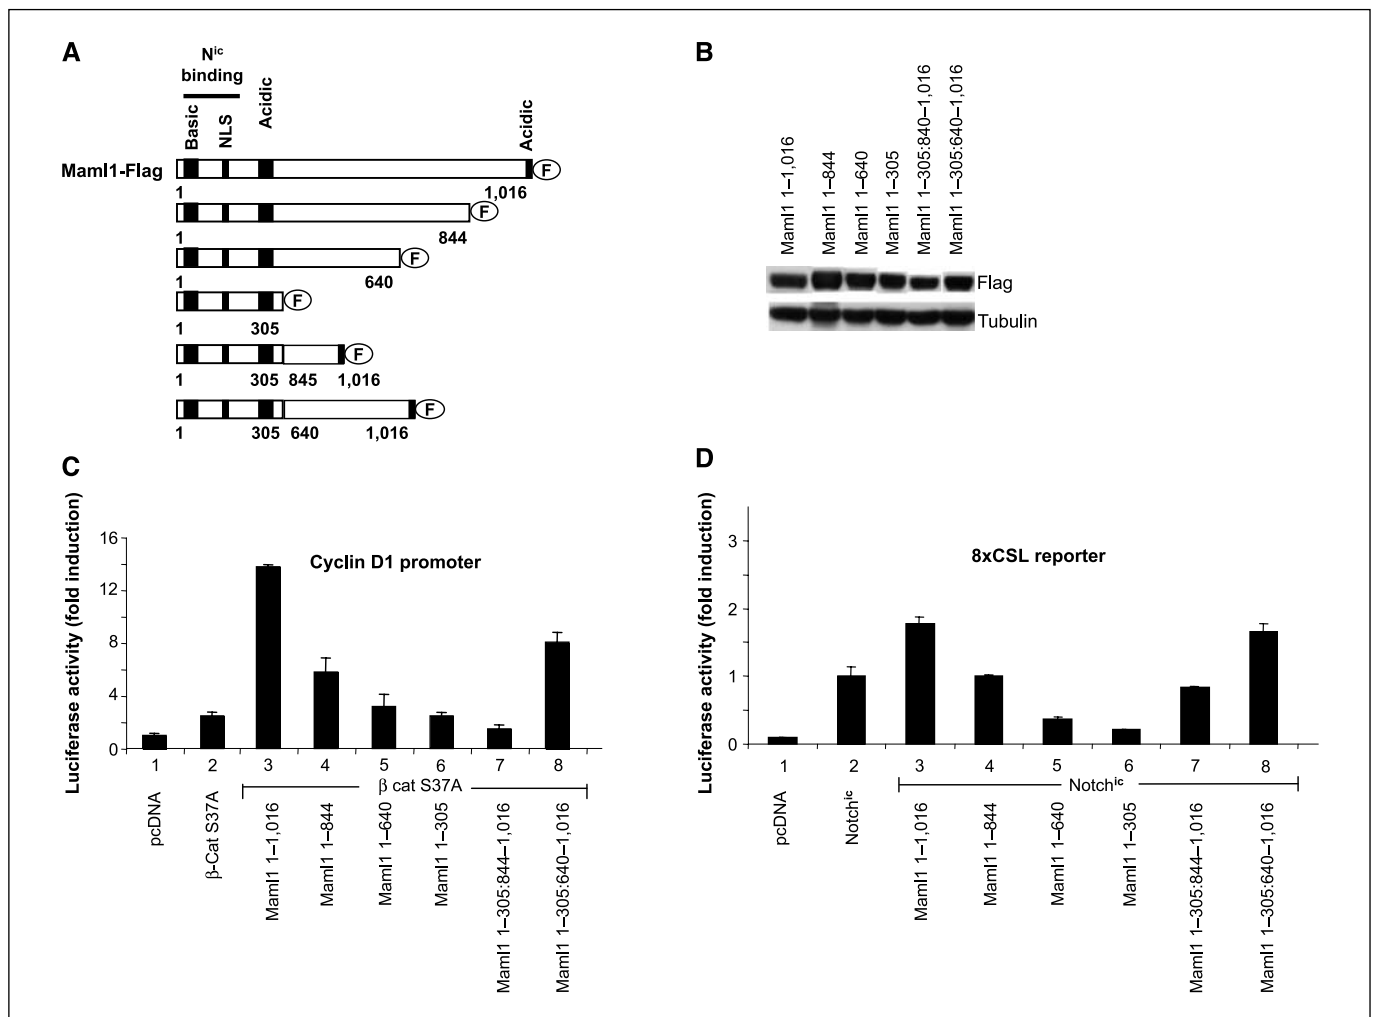 A
N^ic
binding
Basic
NLS
Acidic
Acidic
Maml1-Flag
F
1
1,016
F
1
844
F
1
640
F
1
305
F
1
305
845
1,016
F
1
305
640
1,016
B
Maml1 1–1,016
Maml1 1–844
Maml1 1–640
Maml1 1–305
Maml1 1–305:840–1,016
Maml1 1–305:640–1,016
Flag
Tubulin
C
Luciferase activity (fold induction)
16
12
8
4
0
Cyclin D1 promoter
1
2
3
4
5
6
7
8
β cat S37A
pcDNA
β-Cat S37A
Maml1 1–1,016
Maml1 1–844
Maml1 1–640
Maml1 1–305
Maml1 1–305:844–1,016
Maml1 1–305:640–1,016
D
Luciferase activity (fold induction)
3
2
1
0
8xCSL reporter
1
2
3
4
5
6
7
8
Notch^ic
pcDNA
Notch^ic
Maml1 1–1,016
Maml1 1–844
Maml1 1–640
Maml1 1–305
Maml1 1–305:844–1,016
Maml1 1–305:640–1,016